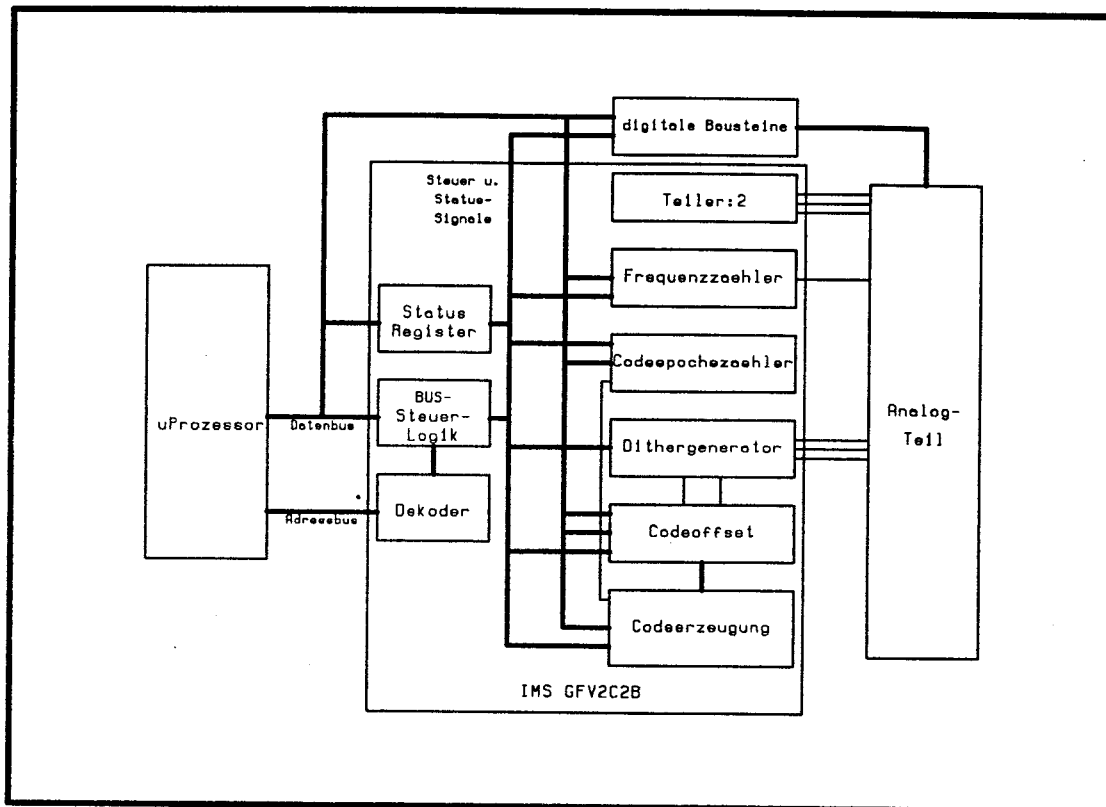 digitale Bausteine
Steuer u.
Status-
Signale
Teiler:2
Frequenzzaehler
Status
Register
Codeepochezaehler
BUS-
Steuer-
Logik
uProzessor
Datenbus
Analog-
Teil
Dithergenerator
Dekoder
Adressbus
Codeoffset
Codeerzeugung
IMS GFV2C2B